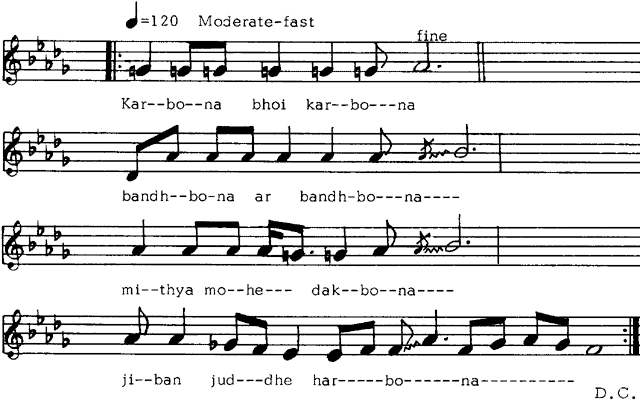 =120 Moderate-fast
fine
Kar--bo--na bhoi kar--bo---na
bandh--bo-na ar bandh-bo---na----
mi--thya mo--he--- dak--bo--na----
ji--ban jud---dhe har-----bo------na----------
D.C.